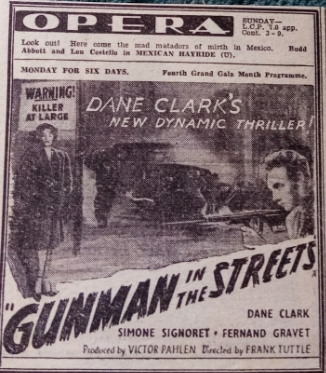 OPERA
SUNDAY—
L.C.P. 7.0 app.
Cont. 3 - 9.
Look out! Here come the mad matadors of mirth in Mexico. Budd
Abbott and Lou Costello in MEXICAN HAYRIDE (U).
MONDAY FOR SIX DAYS. Fourth Grand Gala Month Programme.
WARNING!
KILLER
AT LARGE
DANE CLARK'S
NEW DYNAMIC THRILLER!
"GUNMAN IN
THE STREETS
DANE CLARK
SIMONE SIGNORET · FERNAND GRAVET
Produced by VICTOR PAHLEN Directed by FRANK TUTTLE